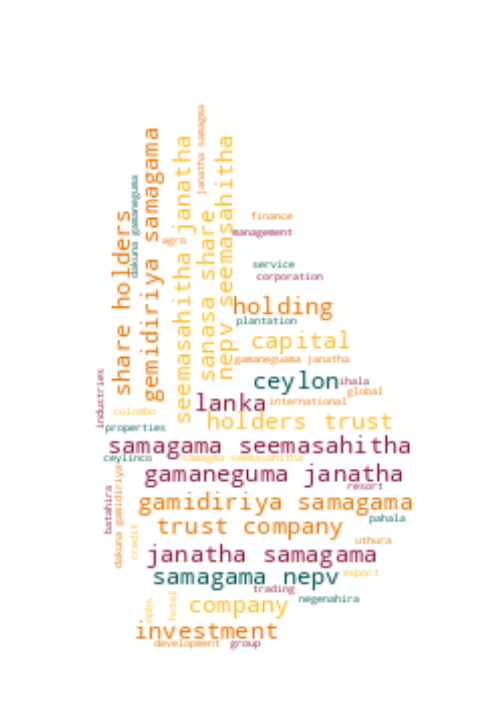 janatha samagma
gemidiriya samagama
seemasahitha janatha
nepv seemasahitha
dakuna gamaneguma
share holders
sanasa share
agro
finance
management
service
corporation
holding
plantation
capital
gamaneguama janatha
ceylon
ihala
industries
lanka
global
international
colombo
holders trust
properties
samagama seemasahitha
ceylinco
samagma seemasahitha
gamaneguma janatha
dakuna gamidiriya
batahira
resort
gamidiriya samagama
pahala
trust company
credit
uthura
janatha samagama
samagama nepv
export
trading
hotel
npbs
negenahira
company
investment
development
group